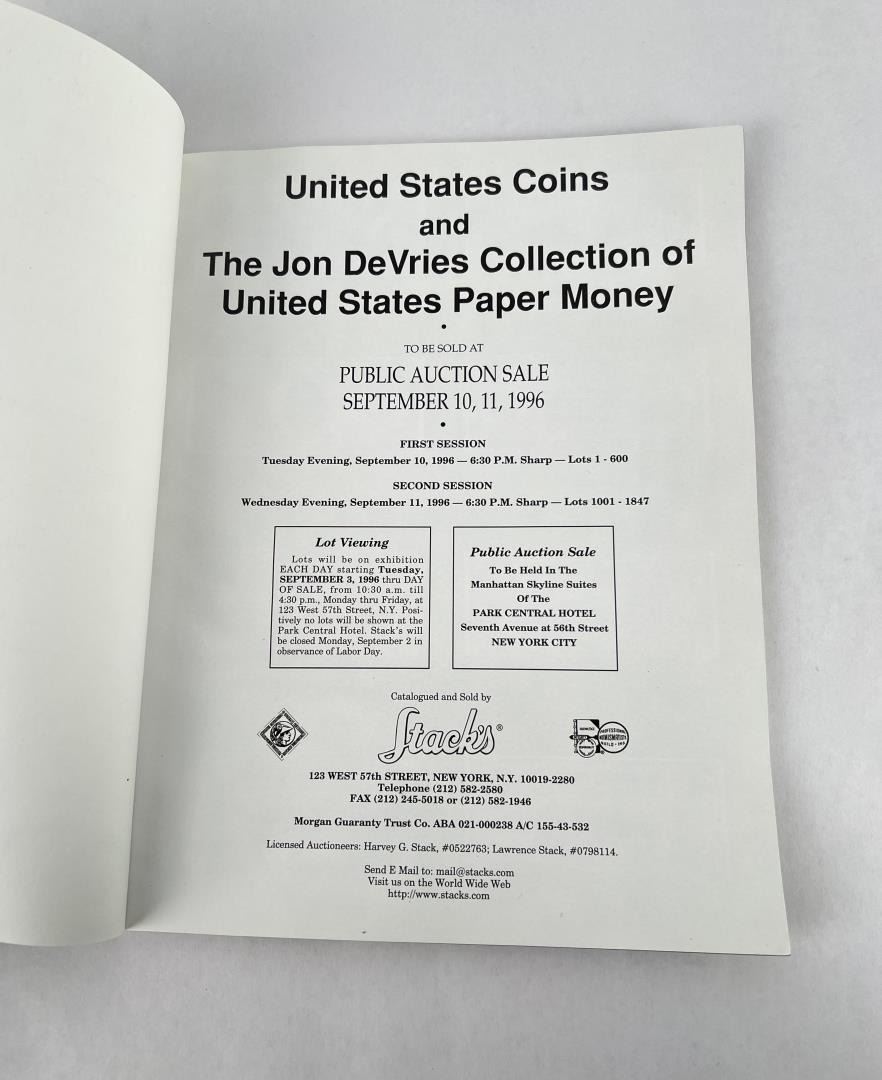 United States Coins
and
The Jon DeVries Collection of
United States Paper Money
•
TO BE SOLD AT
PUBLIC AUCTION SALE
SEPTEMBER 10, 11, 1996
•
FIRST SESSION
Tuesday Evening, September 10, 1996 — 6:30 P.M. Sharp — Lots 1 - 600
SECOND SESSION
Wednesday Evening, September 11, 1996 — 6:30 P.M. Sharp — Lots 1001 - 1847
Lot Viewing
Lots will be on exhibition
EACH DAY starting Tuesday,
SEPTEMBER 3, 1996 thru DAY
OF SALE, from 10:30 a.m. till
4:30 p.m., Monday thru Friday, at
123 West 57th Street, N.Y. Posi-
tively no lots will be shown at the
Park Central Hotel. Stack's will
be closed Monday, September 2 in
observance of Labor Day.
Public Auction Sale
To Be Held In The
Manhattan Skyline Suites
Of The
PARK CENTRAL HOTEL
Seventh Avenue at 56th Street
NEW YORK CITY
Catalogued and Sold by
Stack's®
PROFESSIONAL
NUMISMATISTS
GUILD • INC
123 WEST 57th STREET, NEW YORK, N.Y. 10019-2280
Telephone (212) 582-2580
FAX (212) 245-5018 or (212) 582-1946
Morgan Guaranty Trust Co. ABA 021-000238 A/C 155-43-532
Licensed Auctioneers: Harvey G. Stack, #0522763; Lawrence Stack, #0798114.
Send E Mail to: mail@stacks.com
Visit us on the World Wide Web
http://www.stacks.com